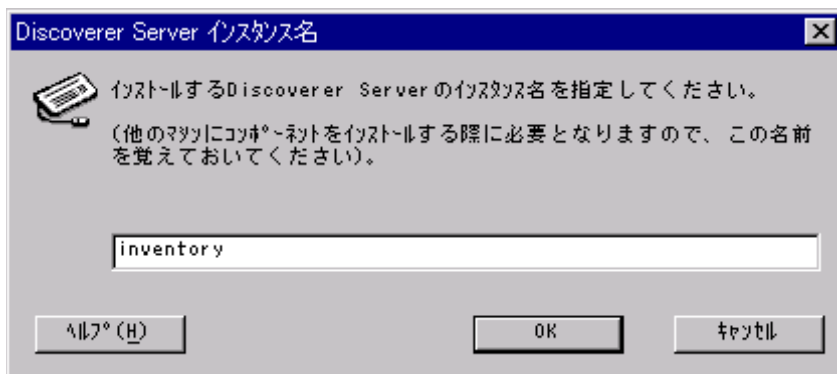 Discoverer Server ｲﾝｽﾀﾝｽ名
ｲﾝｽﾄｰﾙするDiscoverer Serverのｲﾝｽﾀﾝｽ名を指定してください。
(他のﾏｼﾝにｺﾝﾎﾟｰﾈﾝﾄをｲﾝｽﾄｰﾙする際に必要となりますので、この名前
を覚えておいてください)。
inventory
ﾍﾙﾌﾟ(H)
OK
ｷｬﾝｾﾙ